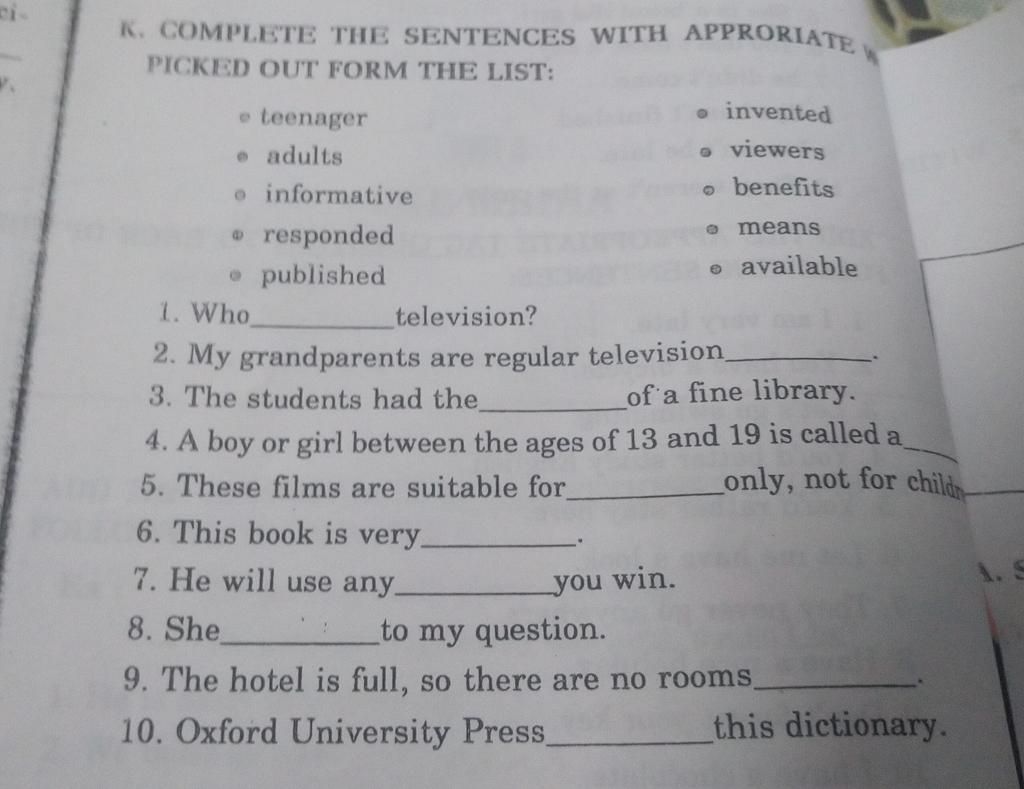 ci-
y.
K. COMPLETE THE SENTENCES WITH APPRORIATE
PICKED OUT FORM THE LIST:
• teenager • invented
• adults • viewers
• informative • benefits
• responded • means
• published • available
1. Who__________television?
2. My grandparents are regular television__________.
3. The students had the__________of a fine library.
4. A boy or girl between the ages of 13 and 19 is called a____
5. These films are suitable for__________only, not for
6. This book is very__________.
7. He will use any__________you win.
8. She__________to my question.
9. The hotel is full, so there are no rooms__________.
10. Oxford University Press__________this dictionary.
A. S